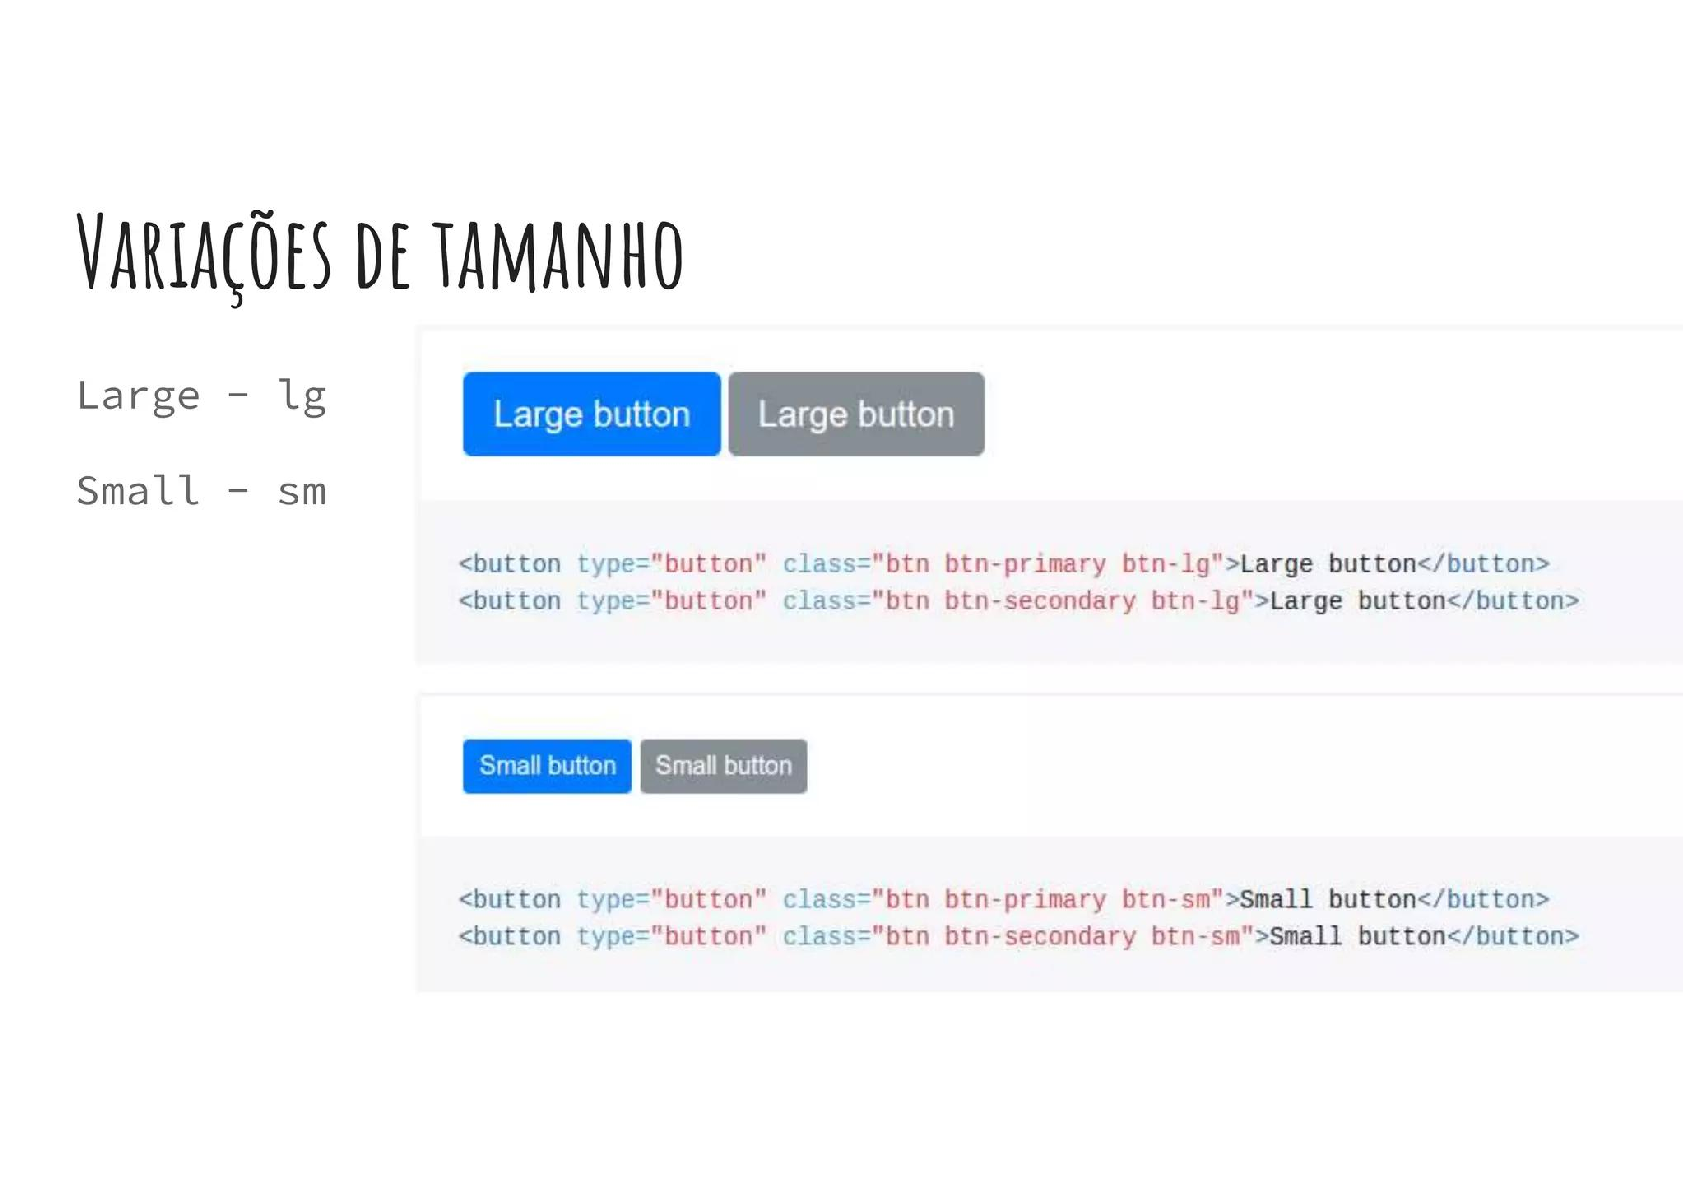 Variações de tamanho
Large - lg
Small - sm
Large button Large button
<button type="button" class="btn btn-primary btn-lg">Large button</button>
<button type="button" class="btn btn-secondary btn-lg">Large button</button>
Small button Small button
<button type="button" class="btn btn-primary btn-sm">Small button</button>
<button type="button" class="btn btn-secondary btn-sm">Small button</button>